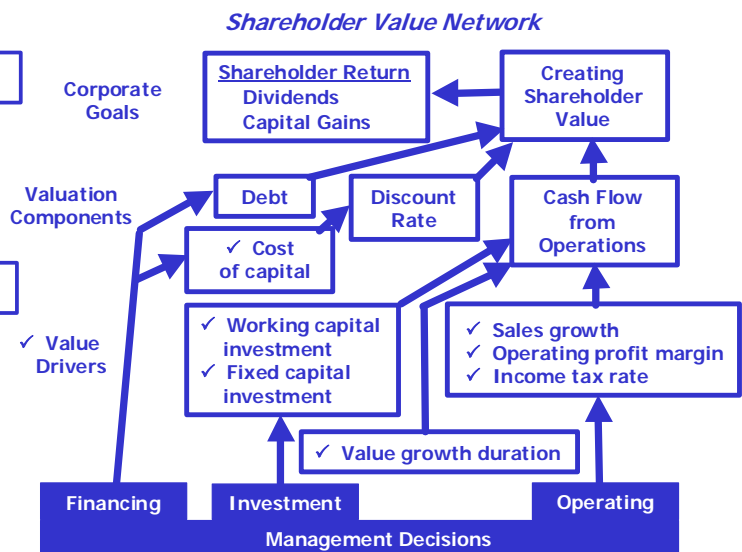 Shareholder Value Network
Corporate
Goals
Shareholder Return
Dividends
Capital Gains
Creating
Shareholder
Value
Valuation
Components
Debt
Discount
Rate
Cash Flow
from
Operations
✓ Cost
of capital
✓ Value
Drivers
✓ Working capital
investment
✓ Fixed capital
investment
✓ Sales growth
✓ Operating profit margin
✓ Income tax rate
✓ Value growth duration
Financing
Investment
Operating
Management Decisions